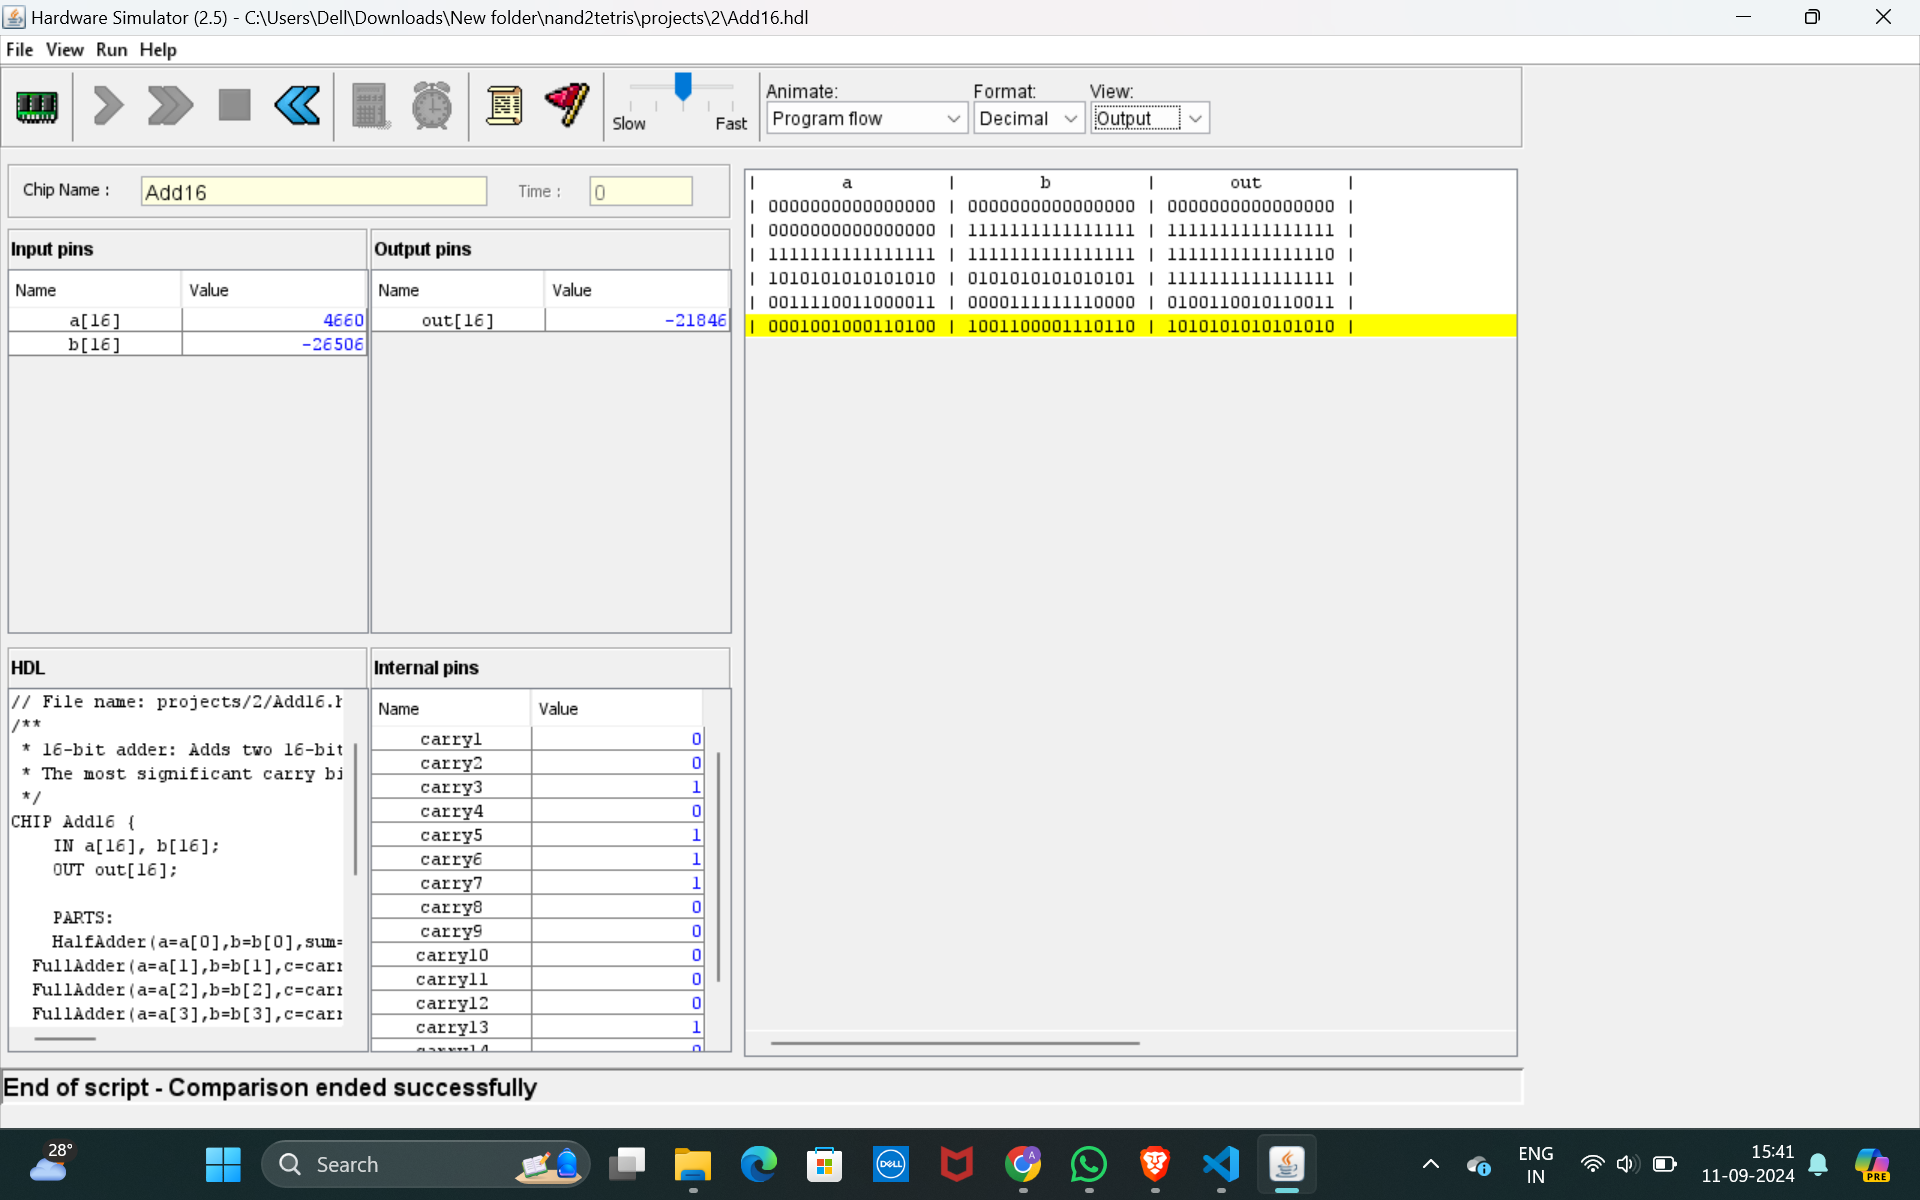 Hardware Simulator (2.5) - C:\Users\Dell\Downloads\New folder\nand2tetris\projects\2\Add16.hdl
File View Run Help
Slow Fast
Animate: Format: View:
Program flow Decimal Output
Chip Name : Add16 Time : 0
Input pins Output pins
Name Value Name Value
a[16] 4660 out[16] -21846
b[16] -26506
| a | b | out |
| 0000000000000000 | 0000000000000000 | 0000000000000000 |
| 0000000000000000 | 1111111111111111 | 1111111111111111 |
| 1111111111111111 | 1111111111111111 | 1111111111111110 |
| 1010101010101010 | 0101010101010101 | 1111111111111111 |
| 0011110011000011 | 0000111111110000 | 0100110010110011 |
| 0001001000110100 | 1001100001110110 | 1010101010101010 |
HDL
// File name: projects/2/Add16.h
/**
* 16-bit adder: Adds two 16-bit
* The most significant carry bi
*/
CHIP Add16 {
IN a[16], b[16];
OUT out[16];
PARTS:
HalfAdder(a=a[0],b=b[0],sum=
FullAdder(a=a[1],b=b[1],c=carr
FullAdder(a=a[2],b=b[2],c=carr
FullAdder(a=a[3],b=b[3],c=carr
Internal pins
Name Value
carry1 0
carry2 0
carry3 1
carry4 0
carry5 1
carry6 1
carry7 1
carry8 0
carry9 0
carry10 0
carry11 0
carry12 0
carry13 1
carry14 0
End of script - Comparison ended successfully
28°
Search
DELL
A
ENG
IN
15:41
11-09-2024
PRE